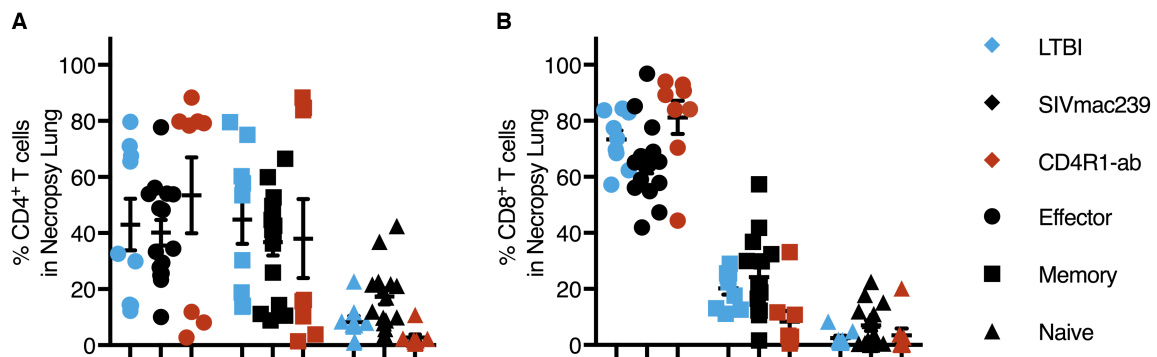 A
% CD4+ T cells
in Necropsy Lung
100
80
60
40
20
0
B
% CD8+ T cells
in Necropsy Lung
100
80
60
40
20
0
LTBI
SIVmac239
CD4R1-ab
Effector
Memory
Naive